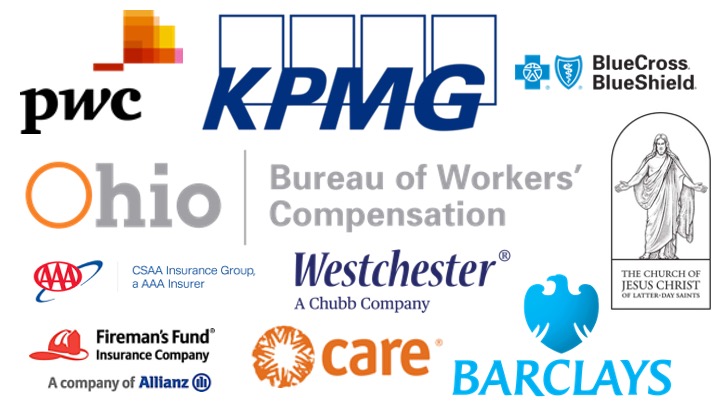 pwc
KPMG
BlueCross
BlueShield
Ohio
Bureau of Workers’
Compensation
THE CHURCH OF
JESUS CHRIST
OF LATTER-DAY SAINTS
AAA
CSAA Insurance Group,
a AAA Insurer
Westchester®
A Chubb Company
Fireman's Fund®
Insurance Company
A company of Allianz
care®
BARCLAYS